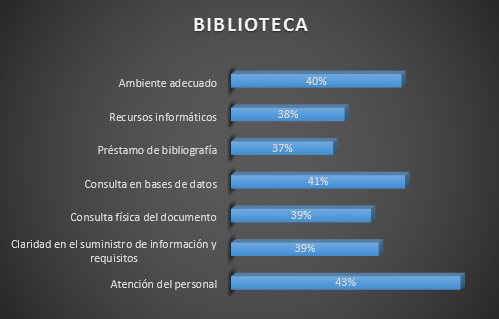 BIBLIOTECA
Ambiente adecuado
40%
Recursos informáticos
38%
Préstamo de bibliografía
37%
Consulta en bases de datos
41%
Consulta física del documento
39%
Claridad en el suministro de información y
requisitos
39%
Atención del personal
43%